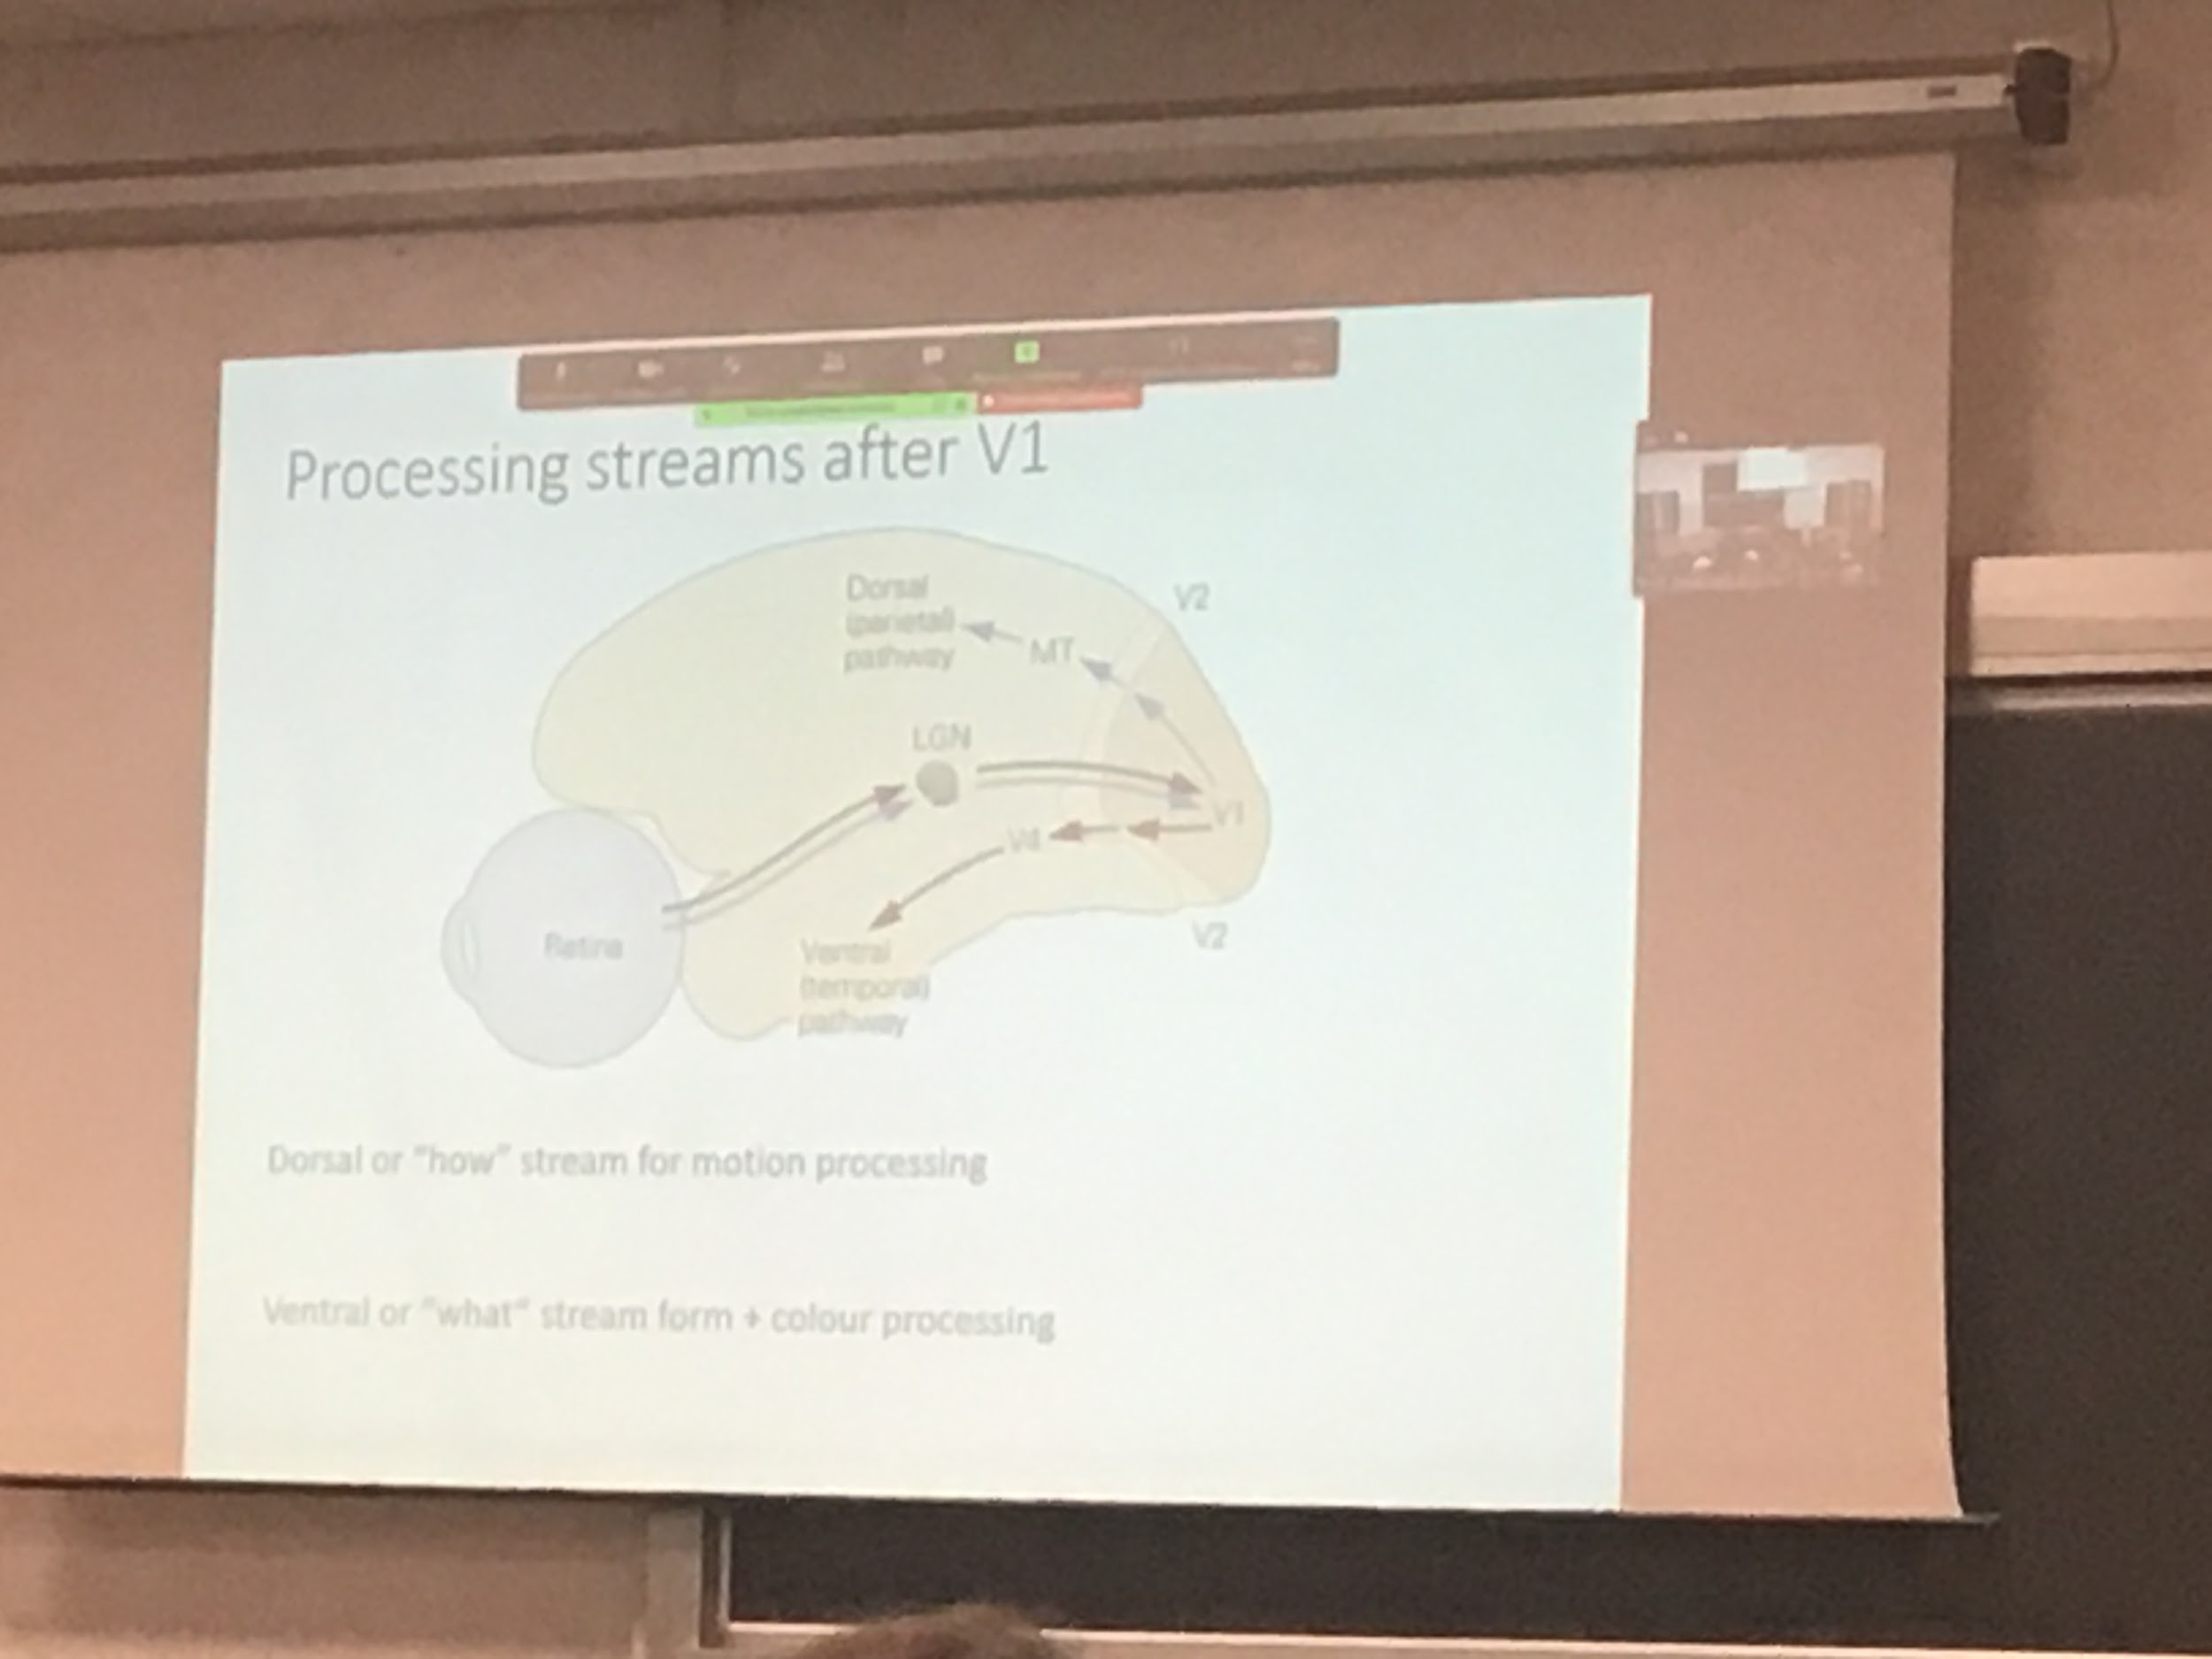 Processing streams after V1
Dorsal
(parietal)
pathway
V2
MT
LGN
V1
V4
Retina
Ventral
(temporal)
pathway
V2
Dorsal or "how" stream for motion processing
Ventral or "what" stream form + colour processing